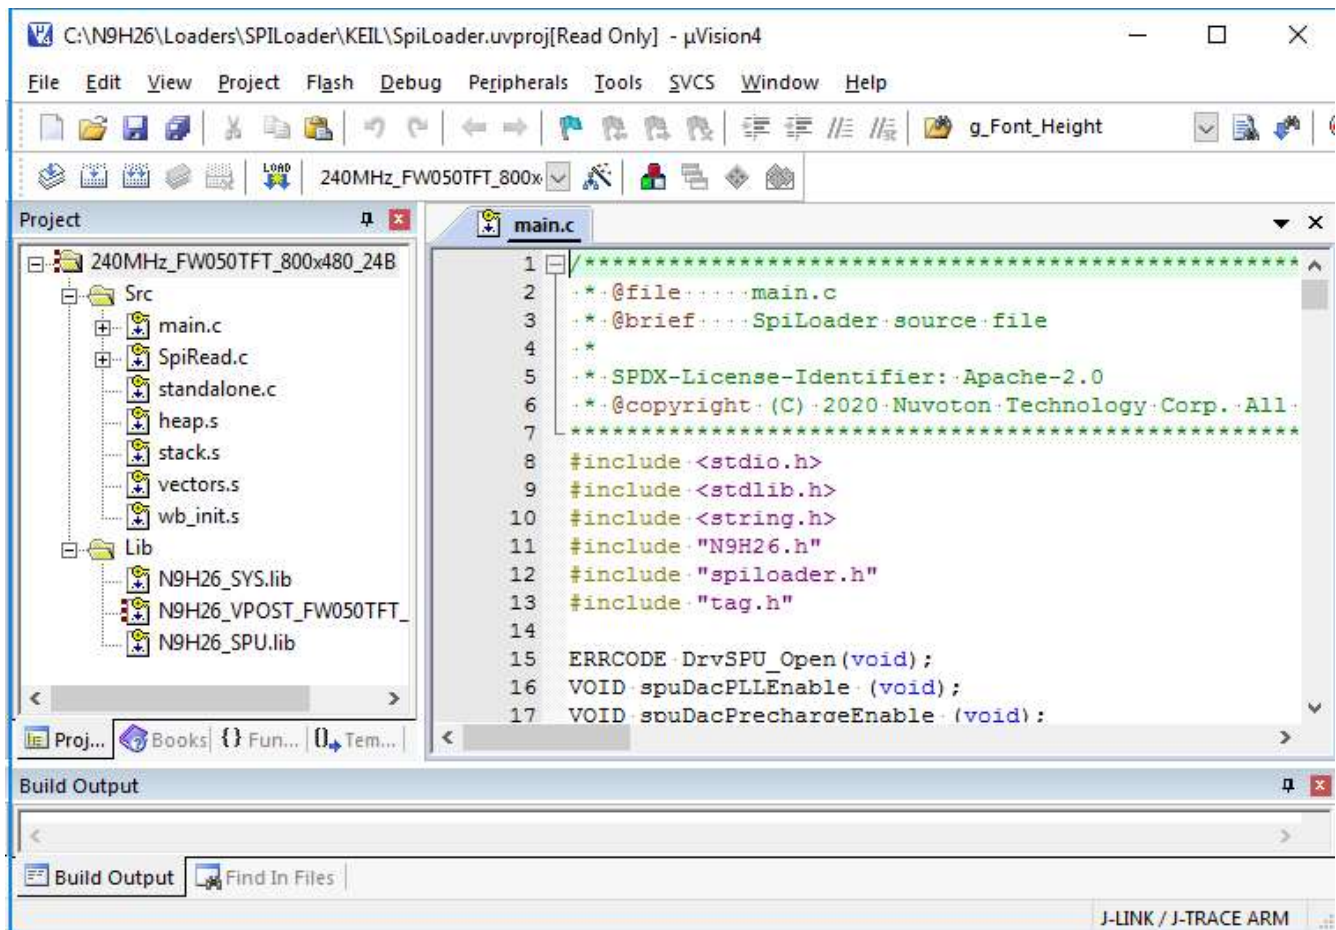 C:\N9H26\Loaders\SPILoader\KEIL\SpiLoader.uvproj[Read Only] - µVision4
File Edit View Project Flash Debug Peripherals Tools SVCS Window Help
g_Font_Height
LOAD 240MHz_FW050TFT_800x
Project
240MHz_FW050TFT_800x480_24B
Src
main.c
SpiRead.c
standalone.c
heap.s
stack.s
vectors.s
wb_init.s
Lib
N9H26_SYS.lib
N9H26_VPOST_FW050TFT_
N9H26_SPU.lib
Proj... Books {} Fun... Tem...
main.c
1 /***************************************************
2 * @file main.c
3 * @brief SpiLoader source file
4 *
5 * SPDX-License-Identifier: Apache-2.0
6 * @copyright (C) 2020 Nuvoton Technology Corp. All
7 ****************************************************
8 #include <stdio.h>
9 #include <stdlib.h>
10 #include <string.h>
11 #include "N9H26.h"
12 #include "spiloader.h"
13 #include "tag.h"
14
15 ERRCODE DrvSPU_Open(void);
16 VOID spuDacPLLEnable (void);
17 VOID spuDacPrechargeEnable (void);
Build Output
Build Output Find In Files
J-LINK / J-TRACE ARM